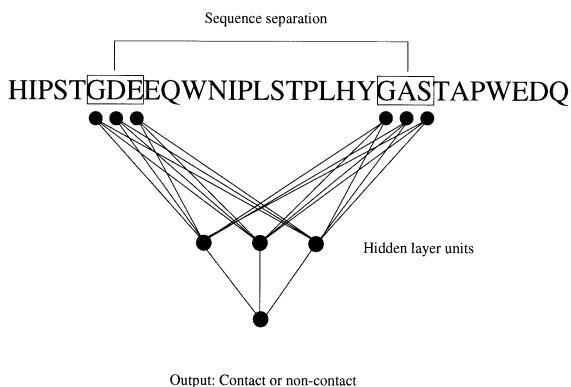 Sequence separation
HIPSTGDEEQWNIPLSTPLHYGASTAPWEDQ
Hidden layer units
Output: Contact or non-contact